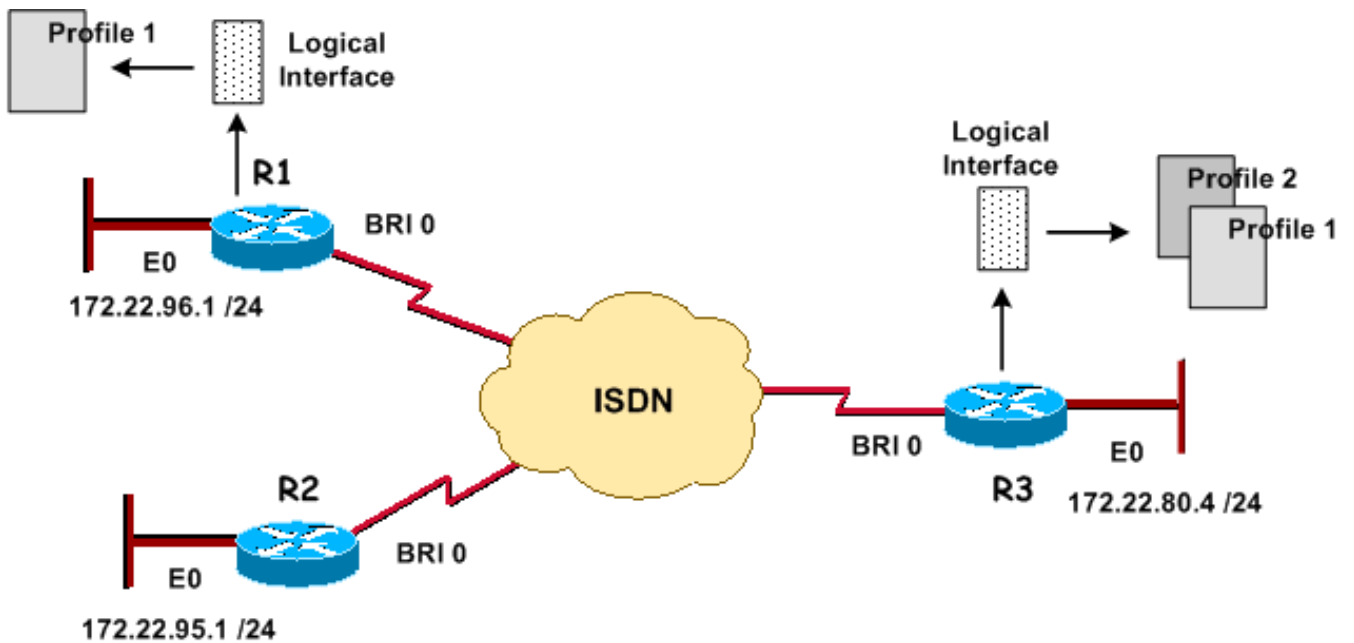 Profile 1
Logical
Interface
R1
BRI 0
E0
172.22.96.1 /24
Logical
Interface
Profile 2
Profile 1
ISDN
BRI 0
E0
R3
172.22.80.4 /24
R2
BRI 0
E0
172.22.95.1 /24